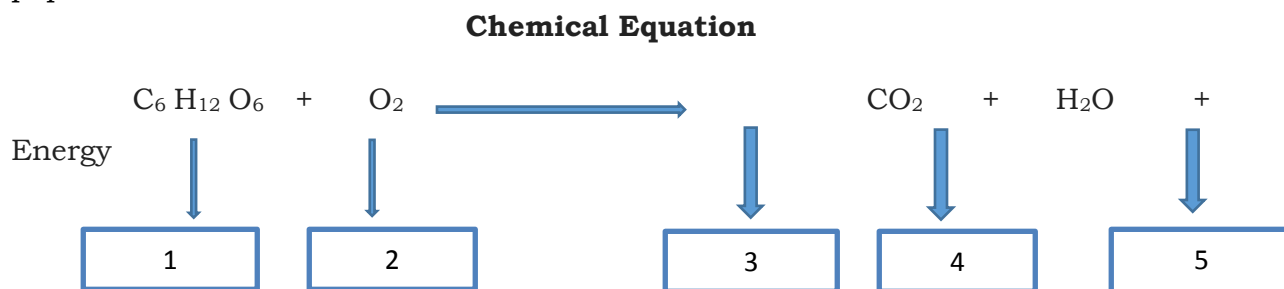 Chemical Equation
C₆ H₁₂ O₆ + O₂ CO₂ + H₂O +
Energy
1 2 3 4 5